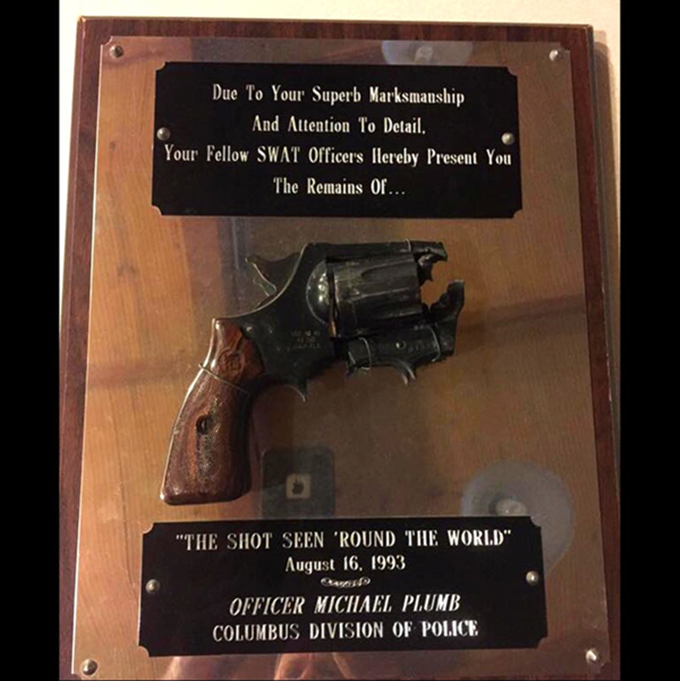 Due To Your Superb Marksmanship
And Attention To Detail,
Your Fellow SWAT Officers Hereby Present You
The Remains Of...
"THE SHOT SEEN 'ROUND THE WORLD"
August 16, 1993
OFFICER MICHAEL PLUMB
COLUMBUS DIVISION OF POLICE